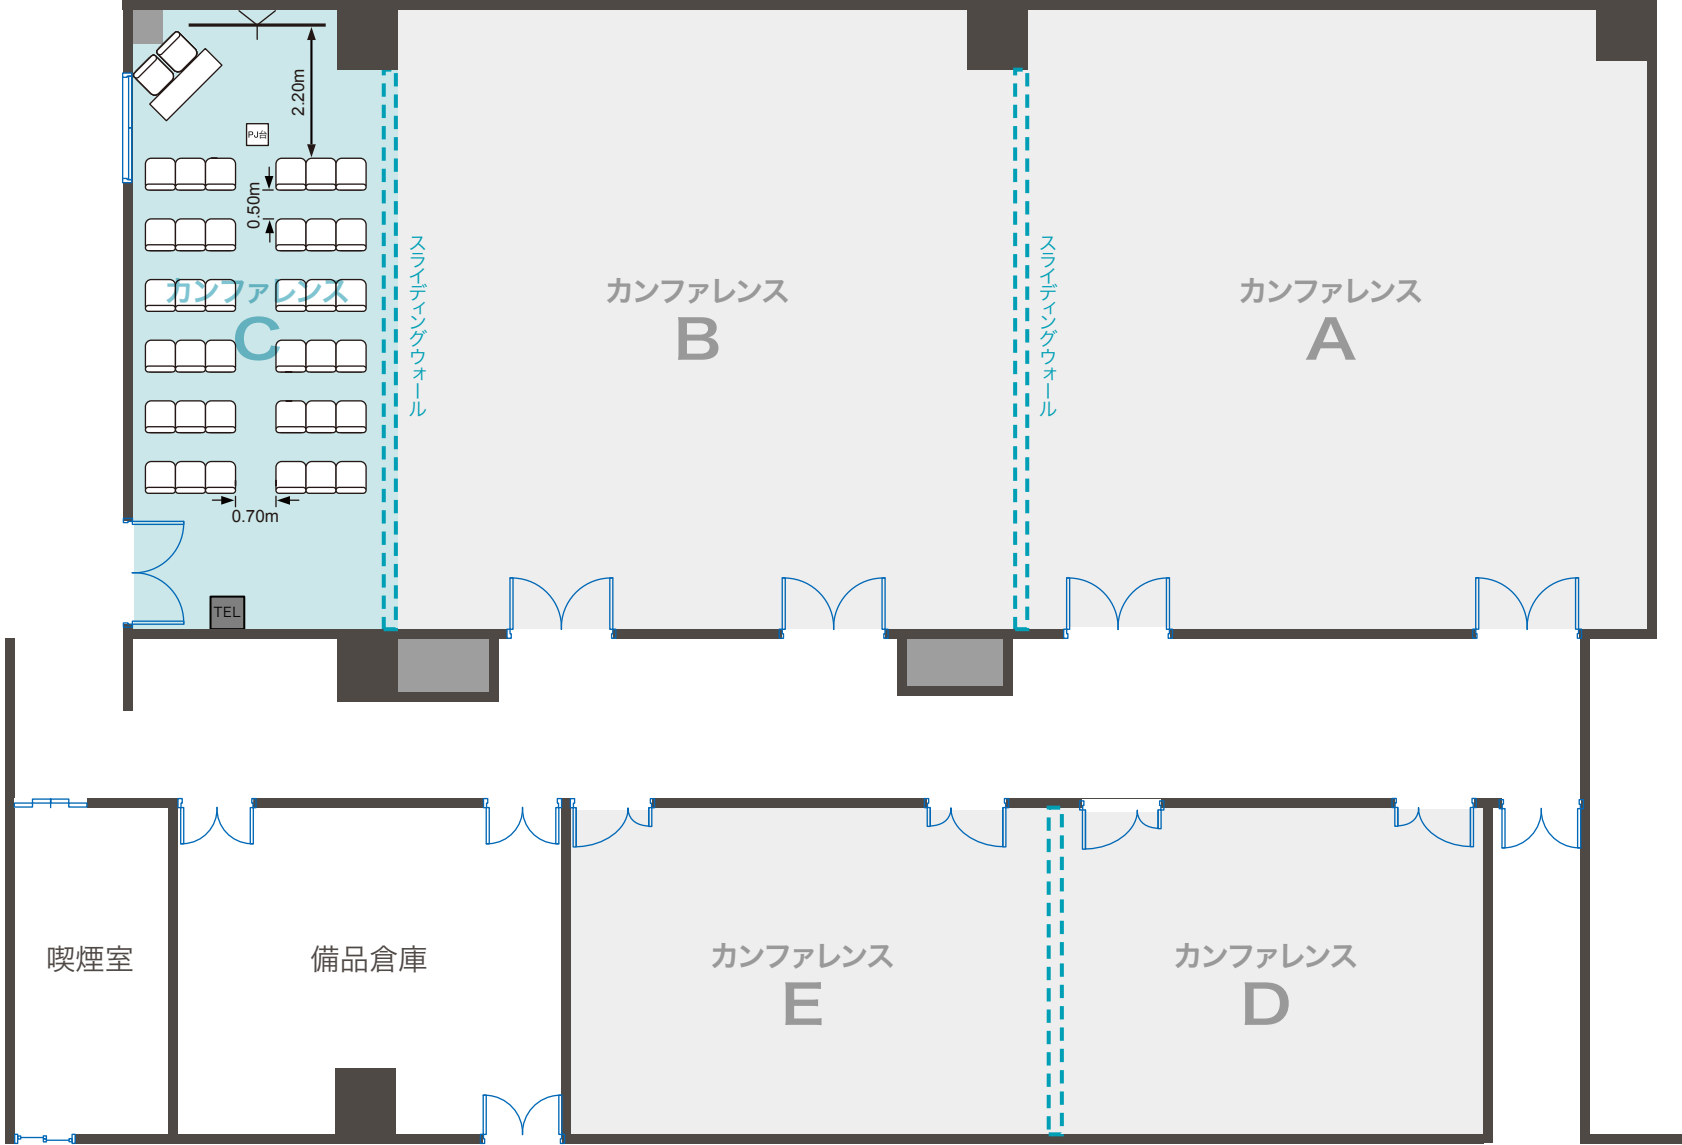 2.20m
PJ台
0.50m
カンファレンス
C
スライディングウォール
カンファレンス
B
スライディングウォール
カンファレンス
A
0.70m
TEL
喫煙室
備品倉庫
カンファレンス
E
カンファレンス
D